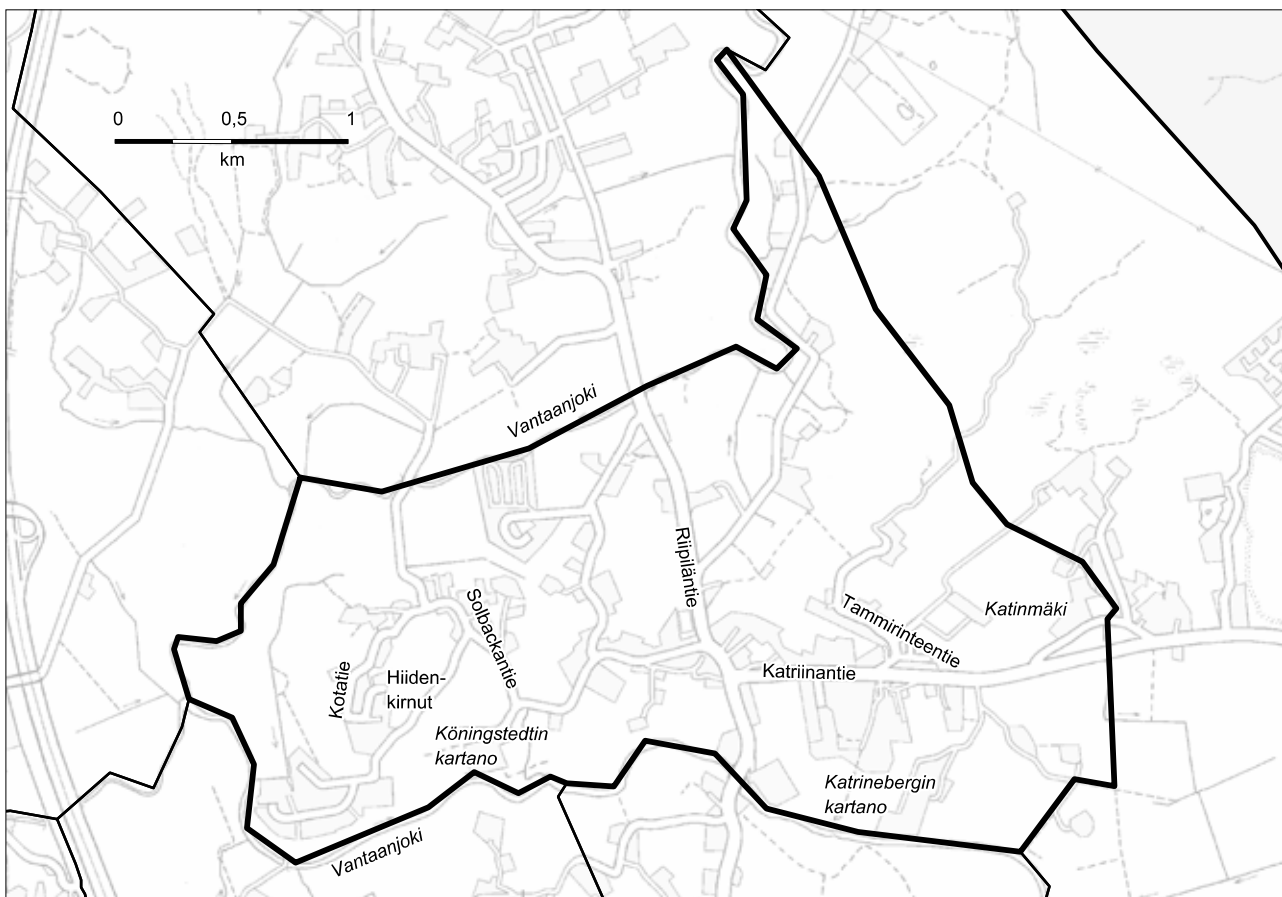 0 0,5 1
km
Vantaanjoki
Riipiläntie
Solbackantie
Tammirinteentie
Katinmäki
Kotatie
Hiiden-
kirnut
Katriinantie
Köningstedtin
kartano
Katrinebergin
kartano
Vantaanjoki